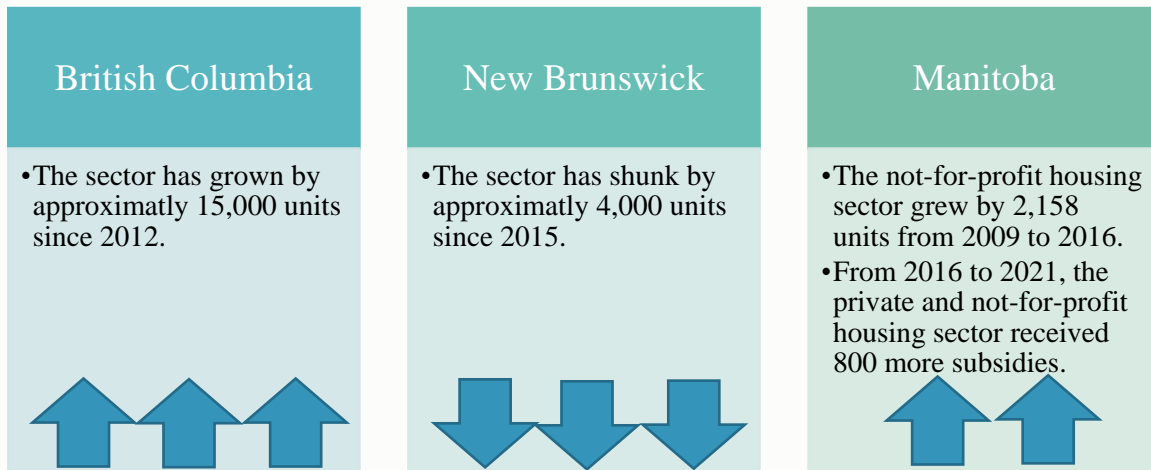 British Columbia
•The sector has grown by
approximatly 15,000 units
since 2012.
New Brunswick
•The sector has shunk by
approximatly 4,000 units
since 2015.
Manitoba
•The not-for-profit housing
sector grew by 2,158
units from 2009 to 2016.
•From 2016 to 2021, the
private and not-for-profit
housing sector received
800 more subsidies.